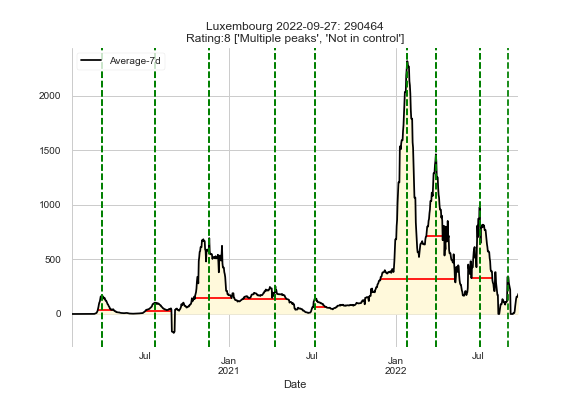 Luxembourg 2022-09-27: 290464
Rating:8 ['Multiple peaks', 'Not in control']
Average-7d
2000
1500
1000
500
0
Jul
Jan
2021
Jul
Jan
2022
Jul
Date